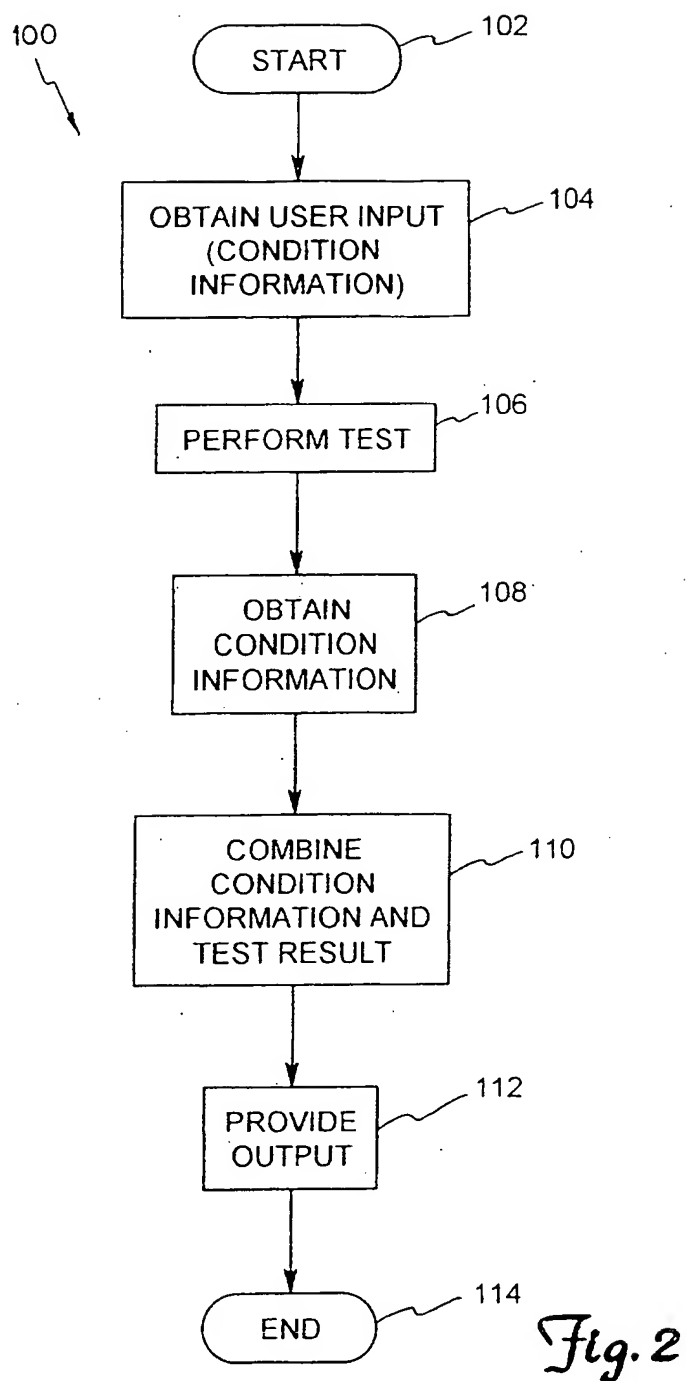 100
102
START
104
OBTAIN USER INPUT
(CONDITION
INFORMATION)
106
PERFORM TEST
108
OBTAIN
CONDITION
INFORMATION
110
COMBINE
CONDITION
INFORMATION AND
TEST RESULT
112
PROVIDE
OUTPUT
114
END
Fig. 2